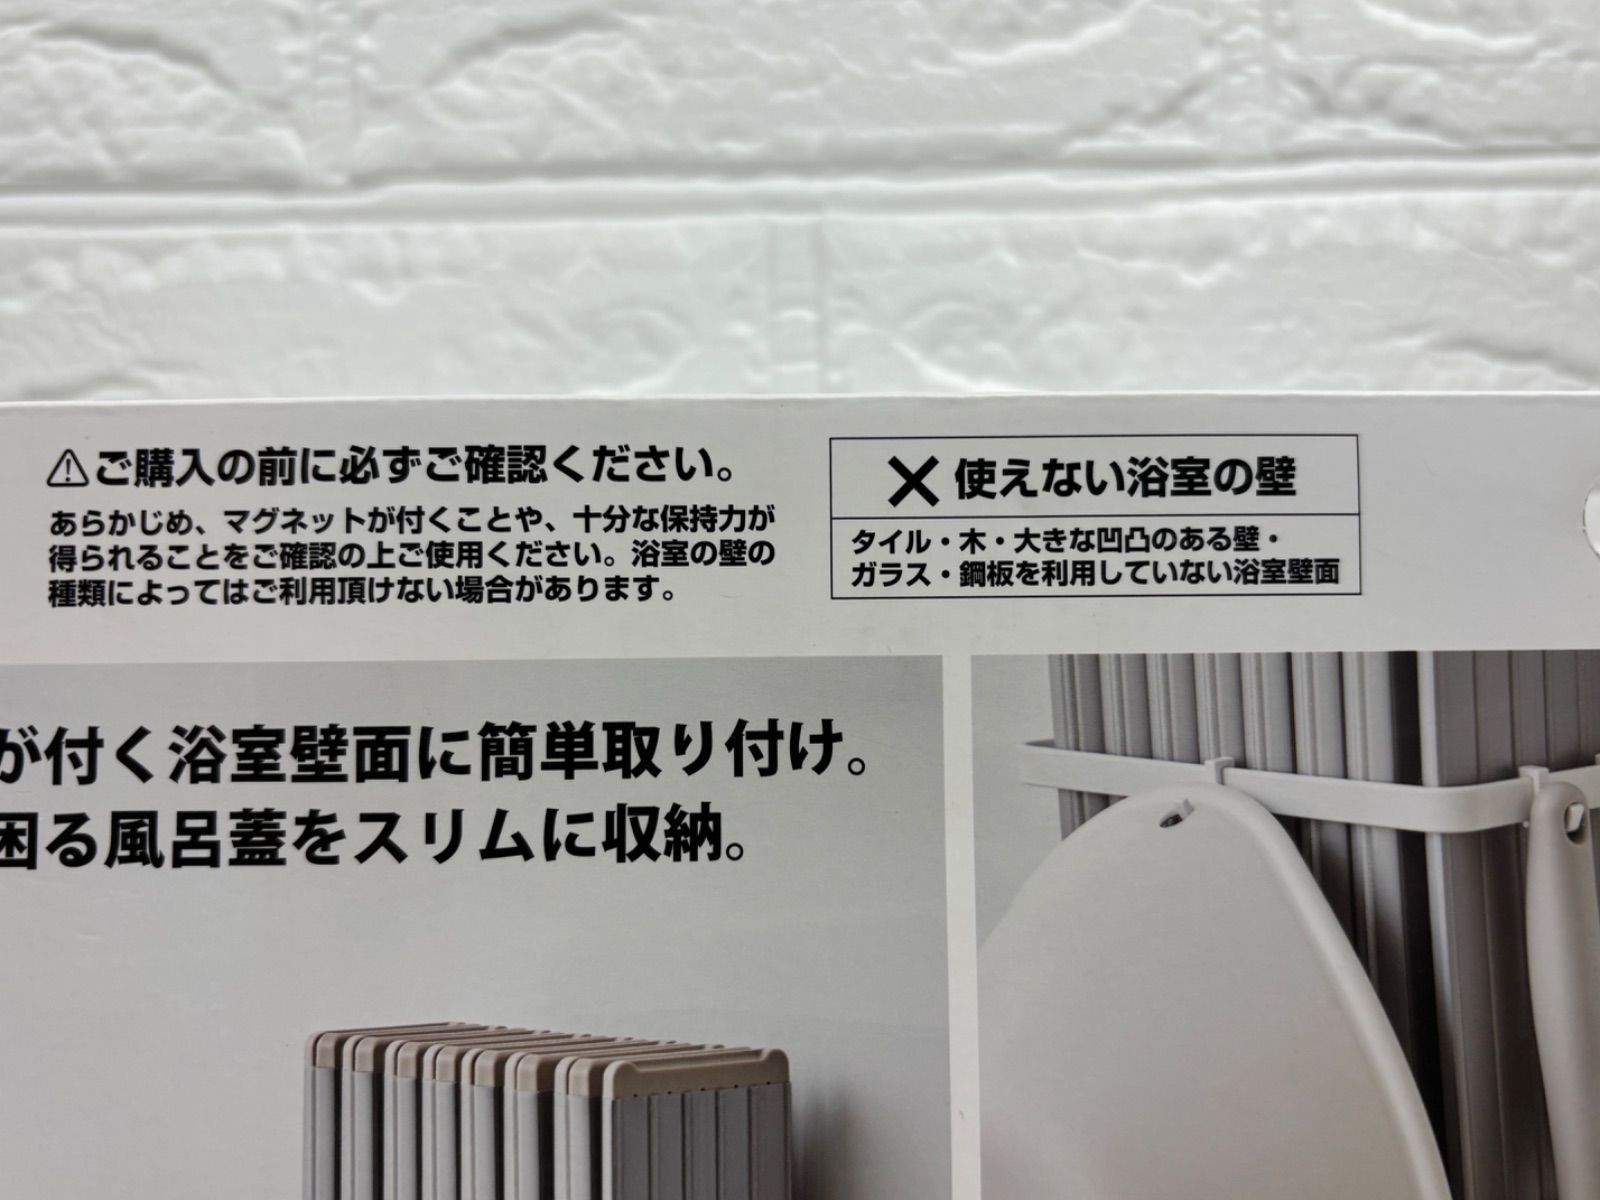 ⚠ご購入の前に必ずご確認ください。
あらかじめ、マグネットが付くことや、十分な保持力が
得られることをご確認の上ご使用ください。浴室の壁の
種類によってはご利用頂けない場合があります。
✕ 使えない浴室の壁
タイル・木・大きな凹凸のある壁・
ガラス・鋼板を利用していない浴室壁面
が付く浴室壁面に簡単取り付け。
困る風呂蓋をスリムに収納。